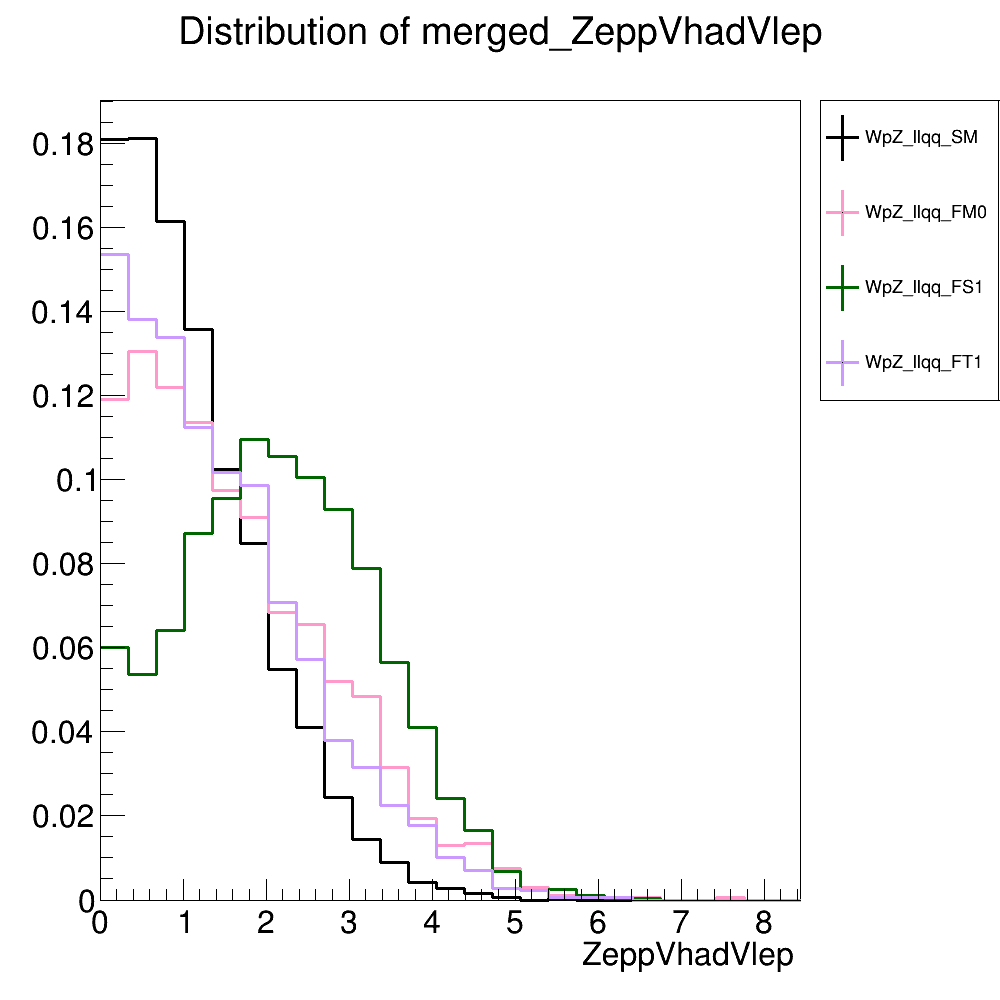 Distribution of merged_ZeppVhadVlep
0.18
0.16
0.14
0.12
0.1
0.08
0.06
0.04
0.02
0
0 1 2 3 4 5 6 7 8
ZeppVhadVlep
WpZ_llqq_SM
WpZ_llqq_FM0
WpZ_llqq_FS1
WpZ_llqq_FT1